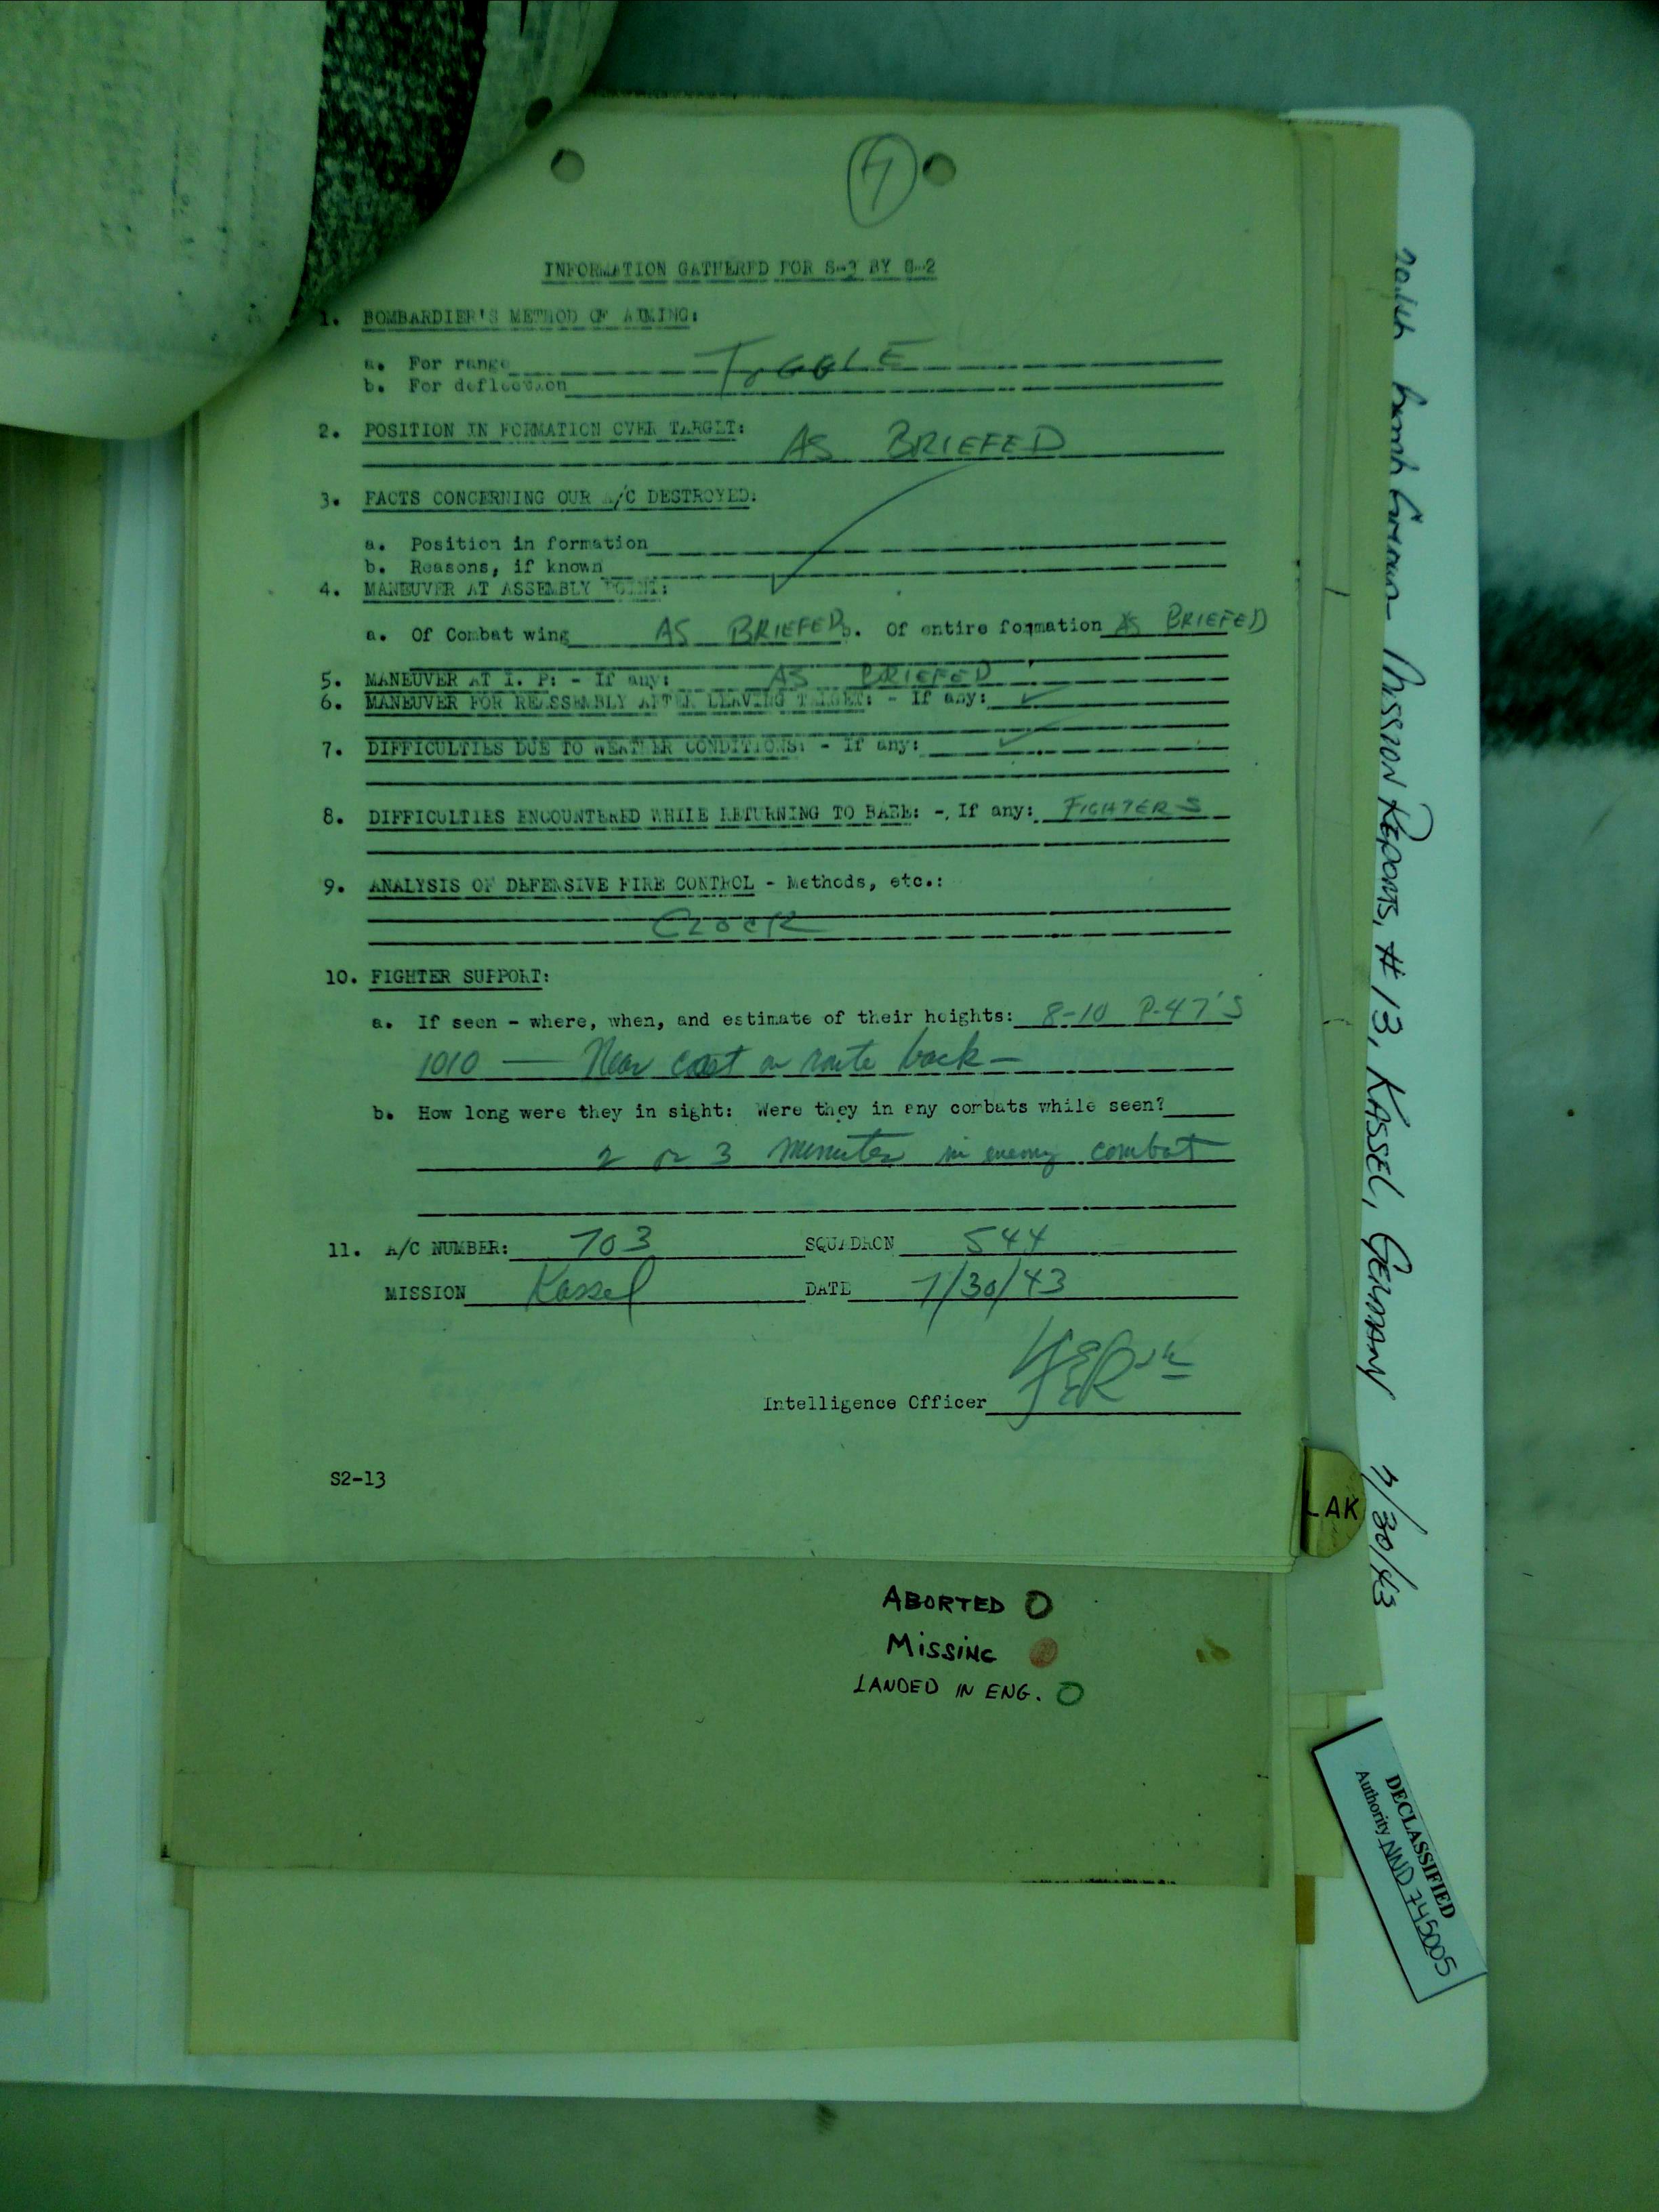 7
INFORMATION GATHERED FOR S-3 BY S-2
1. BOMBARDIER'S METHOD OF AIMING:
a. For range TOGGLE
b. For deflection
2. POSITION IN FORMATION OVER TARGET: AS BRIEFED
3. FACTS CONCERNING OUR A/C DESTROYED:
a. Position in formation
b. Reasons, if known
4. MANEUVER AT ASSEMBLY POINT:
a. Of Combat wing AS BRIEFED b. Of entire formation AS BRIEFED
5. MANEUVER AT I. P: - If any: AS BRIEFED
6. MANEUVER FOR REASSEMBLY AFTER LEAVING TARGET: - If any: ✓
7. DIFFICULTIES DUE TO WEATHER CONDITIONS: - If any: ✓
8. DIFFICULTIES ENCOUNTERED WHILE RETURNING TO BASE: -, If any: FIGHTERS
9. ANALYSIS OF DEFENSIVE FIRE CONTROL - Methods, etc.:
CLOCK
10. FIGHTER SUPPORT:
a. If seen - where, when, and estimate of their heights: 8-10 P-47'S
1010 — Near coast on route back —
b. How long were they in sight: Were they in any combats while seen?
2 or 3 minutes in enemy combat
11. A/C NUMBER: 703 SQUADRON 544
MISSION Kassel DATE 7/30/43
Intelligence Officer
S2-13
LAK
ABORTED O
MISSING
LANDED IN ENG. O
384th Bomb Group - Mission Reports, #13, KASSEL, GERMANY 7/30/43
DECLASSIFIED
Authority NND 745005